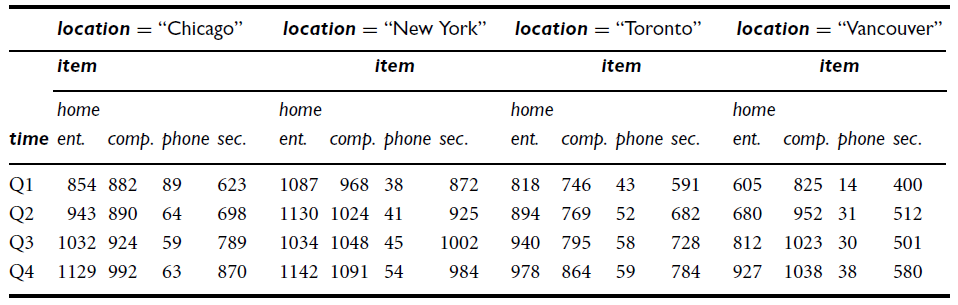 location = “Chicago” location = “New York” location = “Toronto” location = “Vancouver”
item item item item
home home home home
time ent. comp. phone sec. ent. comp. phone sec. ent. comp. phone sec. ent. comp. phone sec.
Q1 854 882 89 623 1087 968 38 872 818 746 43 591 605 825 14 400
Q2 943 890 64 698 1130 1024 41 925 894 769 52 682 680 952 31 512
Q3 1032 924 59 789 1034 1048 45 1002 940 795 58 728 812 1023 30 501
Q4 1129 992 63 870 1142 1091 54 984 978 864 59 784 927 1038 38 580